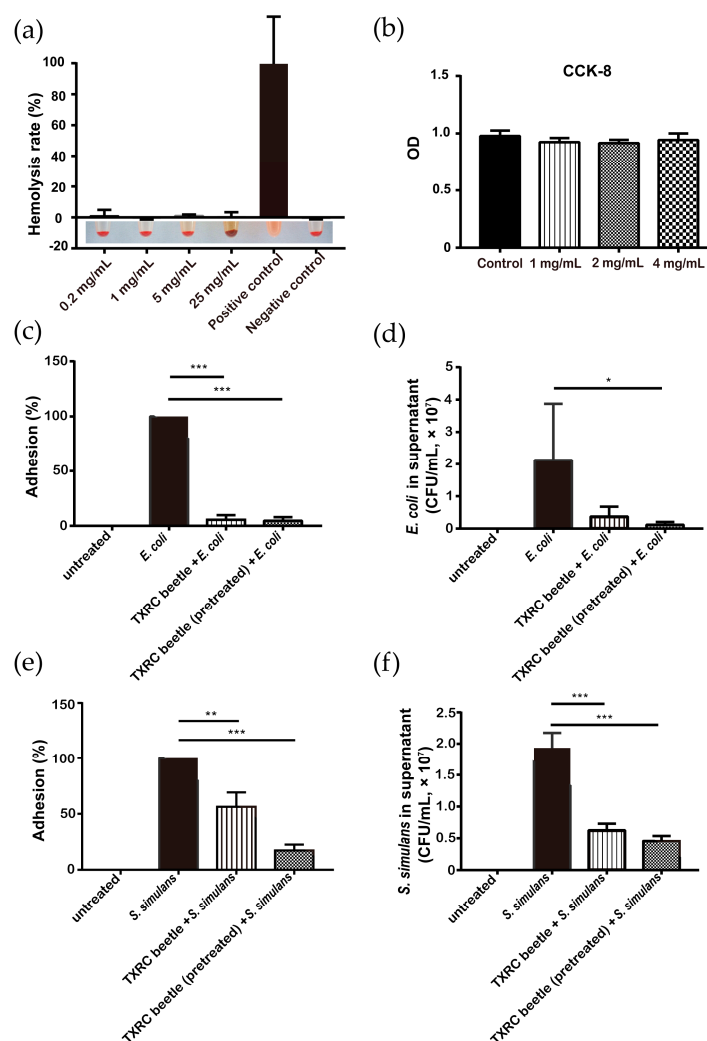 (a)
Hemolysis rate (%)
100
80
60
40
20
0
-20
0.2 mg/mL
1 mg/mL
5 mg/mL
25 mg/mL
Positive control
Negative control
(b)
CCK-8
OD
1.5
1.0
0.5
0
Control
1 mg/mL
2 mg/mL
4 mg/mL
(c)
Adhesion (%)
150
100
50
0
***
***
untreated
E. coli
TXRC beetle + E. coli
TXRC beetle (pretreated) + E. coli
(d)
E. coli in supernatant
(CFU/mL, × 10⁷)
5
4
3
2
1
0
*
untreated
E. coli
TXRC beetle + E. coli
TXRC beetle (pretreated) + E. coli
(e)
Adhesion (%)
150
100
50
0
**
***
untreated
S. simulans
TXRC beetle + S. simulans
TXRC beetle (pretreated) + S. simulans
(f)
S. simulans in supernatant
(CFU/mL, × 10⁷)
2.5
2.0
1.5
1.0
0.5
0
***
***
untreated
S. simulans
TXRC beetle + S. simulans
TXRC beetle (pretreated) + S. simulans